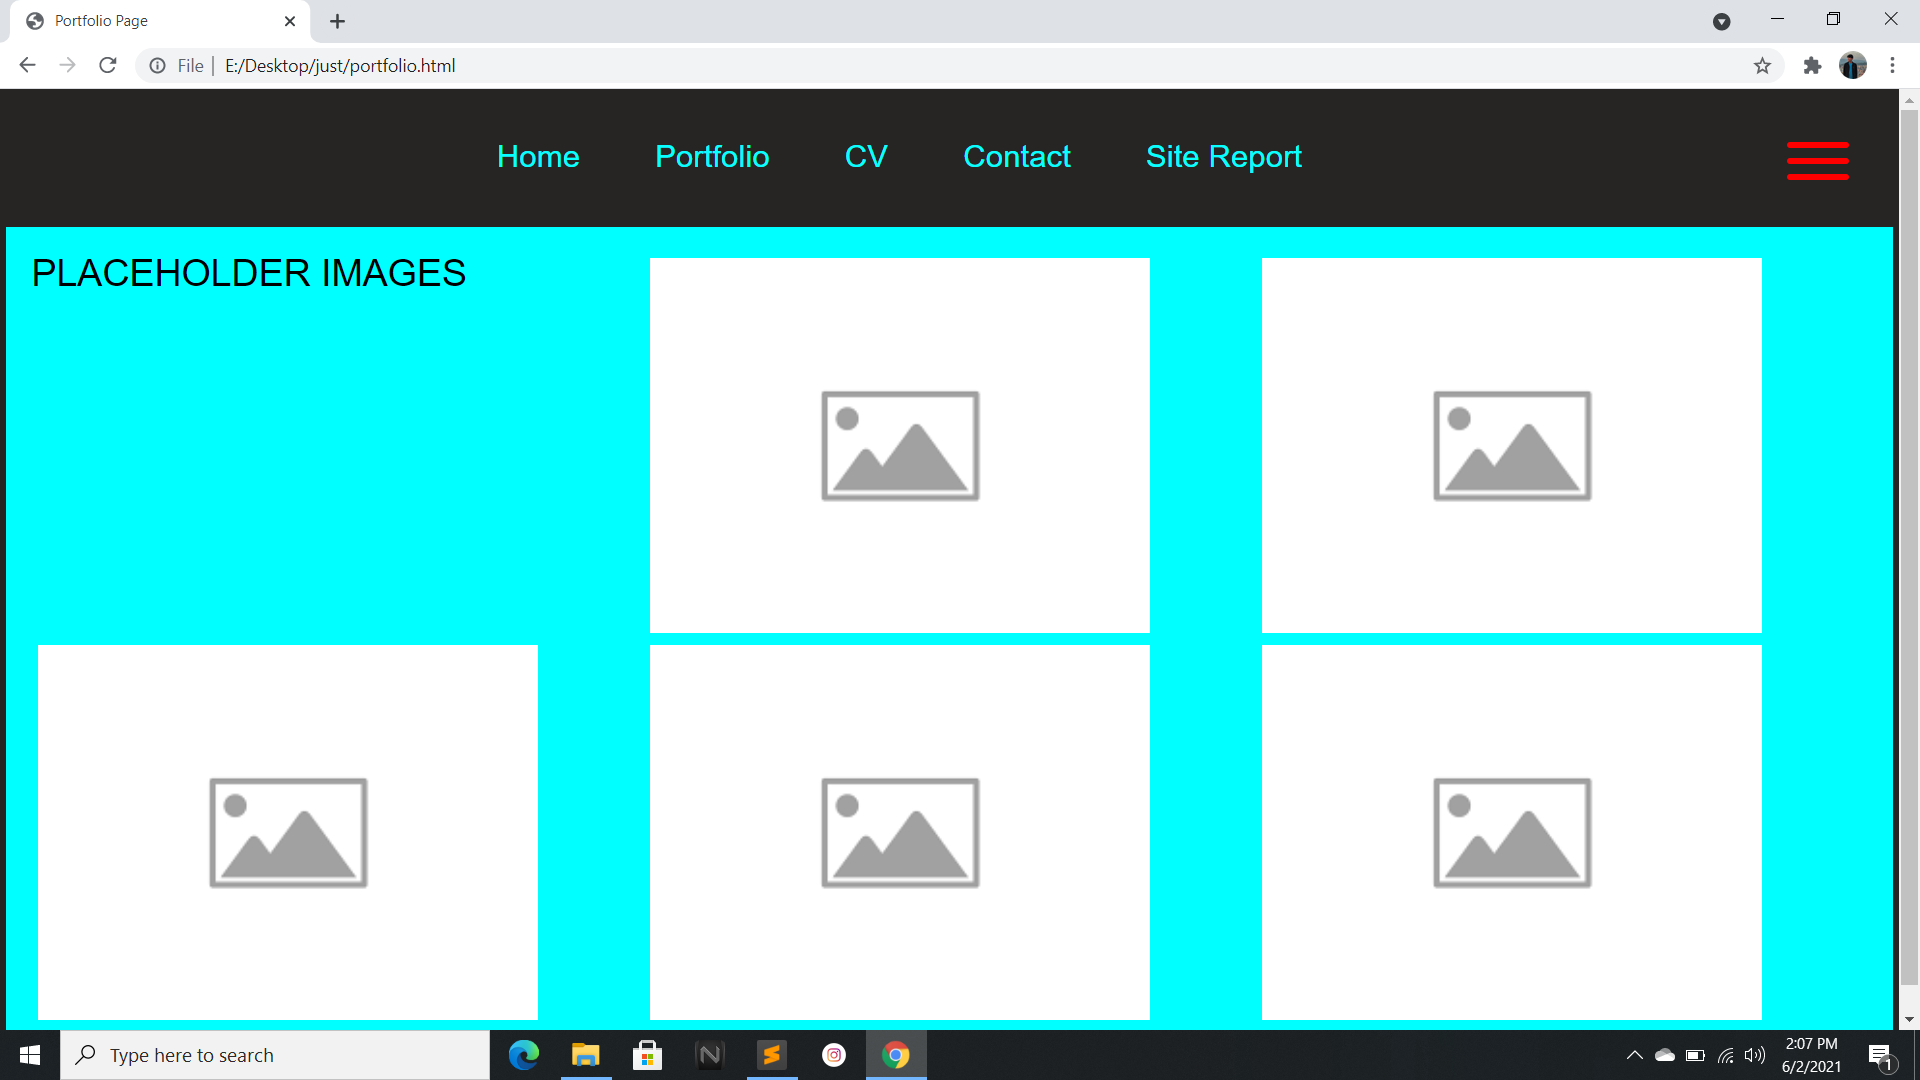 Portfolio Page
File
E:/Desktop/just/portfolio.html
Home Portfolio CV Contact Site Report
PLACEHOLDER IMAGES
Type here to search
N
2:07 PM
6/2/2021
1